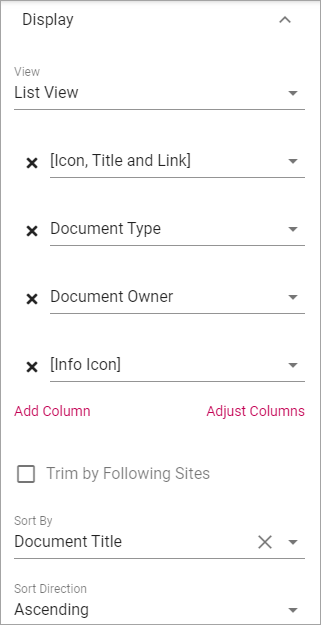 Display
View
List View
[Icon, Title and Link]
Document Type
Document Owner
[Info Icon]
Add Column Adjust Columns
Trim by Following Sites
Sort By
Document Title
Sort Direction
Ascending